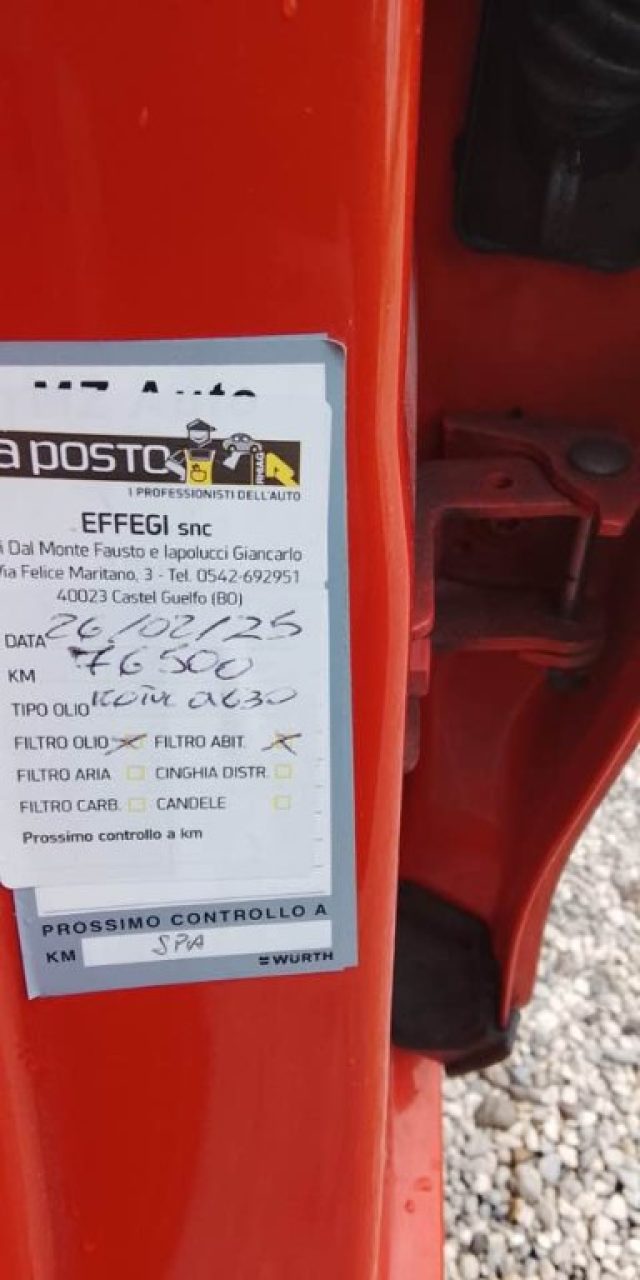 a POSTO
RHIAG
I PROFESSIONISTI DELL'AUTO
EFFEGI snc
i Dal Monte Fausto e Iapolucci Giancarlo
Via Felice Maritano, 3 - Tel. 0542-692951
40023 Castel Guelfo (BO)
DATA 26/02/25
KM 76500
TIPO OLIO
FILTRO OLIO FILTRO ABIT.
FILTRO ARIA CINGHIA DISTR.
FILTRO CARB. CANDELE
Prossimo controllo a km
PROSSIMO CONTROLLO A
KM SPIA
WÜRTH